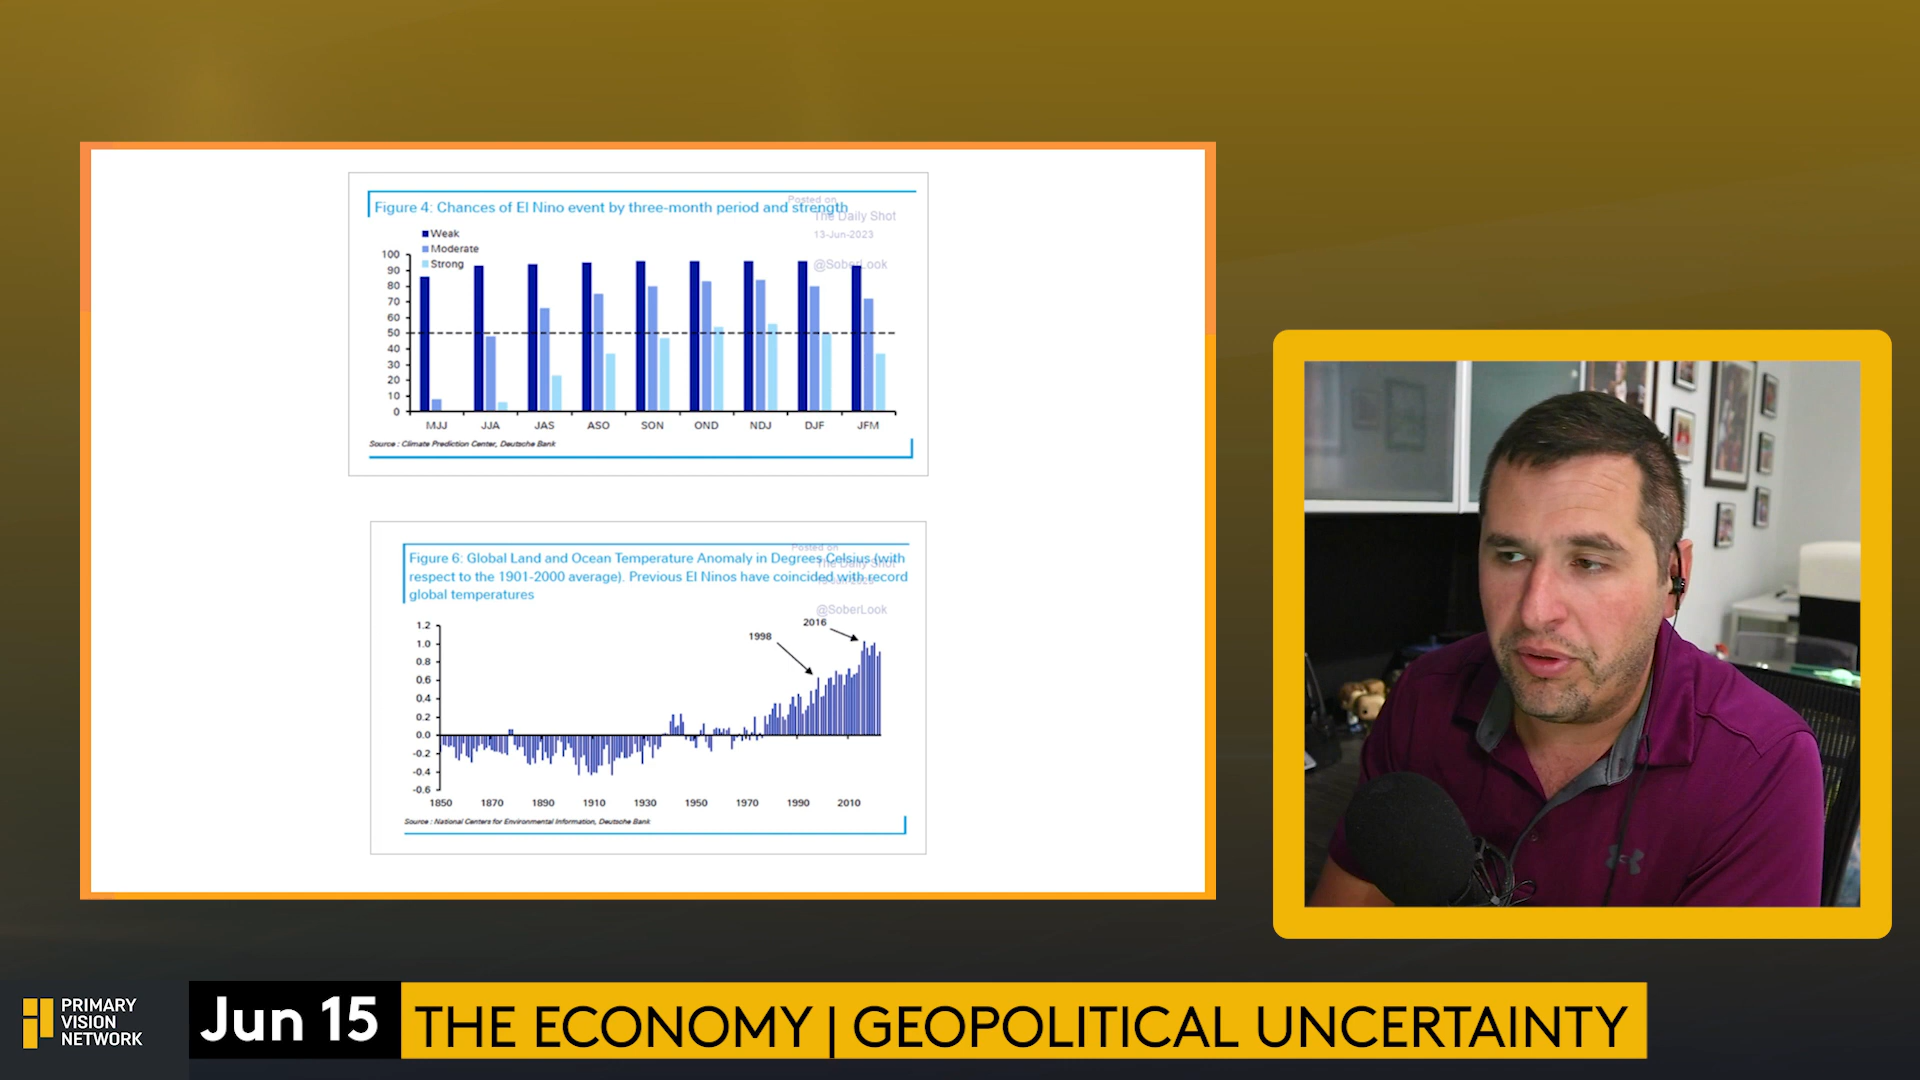 Figure 4: Chances of El Nino event by three-month period and strength
Posted on
The Daily Shot
13-Jun-2023
@SoberLook
Weak
Moderate
Strong
100
90
80
70
60
50
40
30
20
10
0
MJJ JJA JAS ASO SON OND NDJ DJF JFM
Source : Climate Prediction Center, Deutsche Bank
Figure 6: Global Land and Ocean Temperature Anomaly in Degrees Celsius (with
respect to the 1901-2000 average). Previous El Ninos have coincided with record
global temperatures
Posted on
The Daily Shot
@SoberLook
2016
1998
1.2
1.0
0.8
0.6
0.4
0.2
0.0
-0.2
-0.4
-0.6
1850 1870 1890 1910 1930 1950 1970 1990 2010
Source : National Centers for Environmental Information, Deutsche Bank
PRIMARY
VISION
NETWORK
Jun 15
THE ECONOMY | GEOPOLITICAL UNCERTAINTY